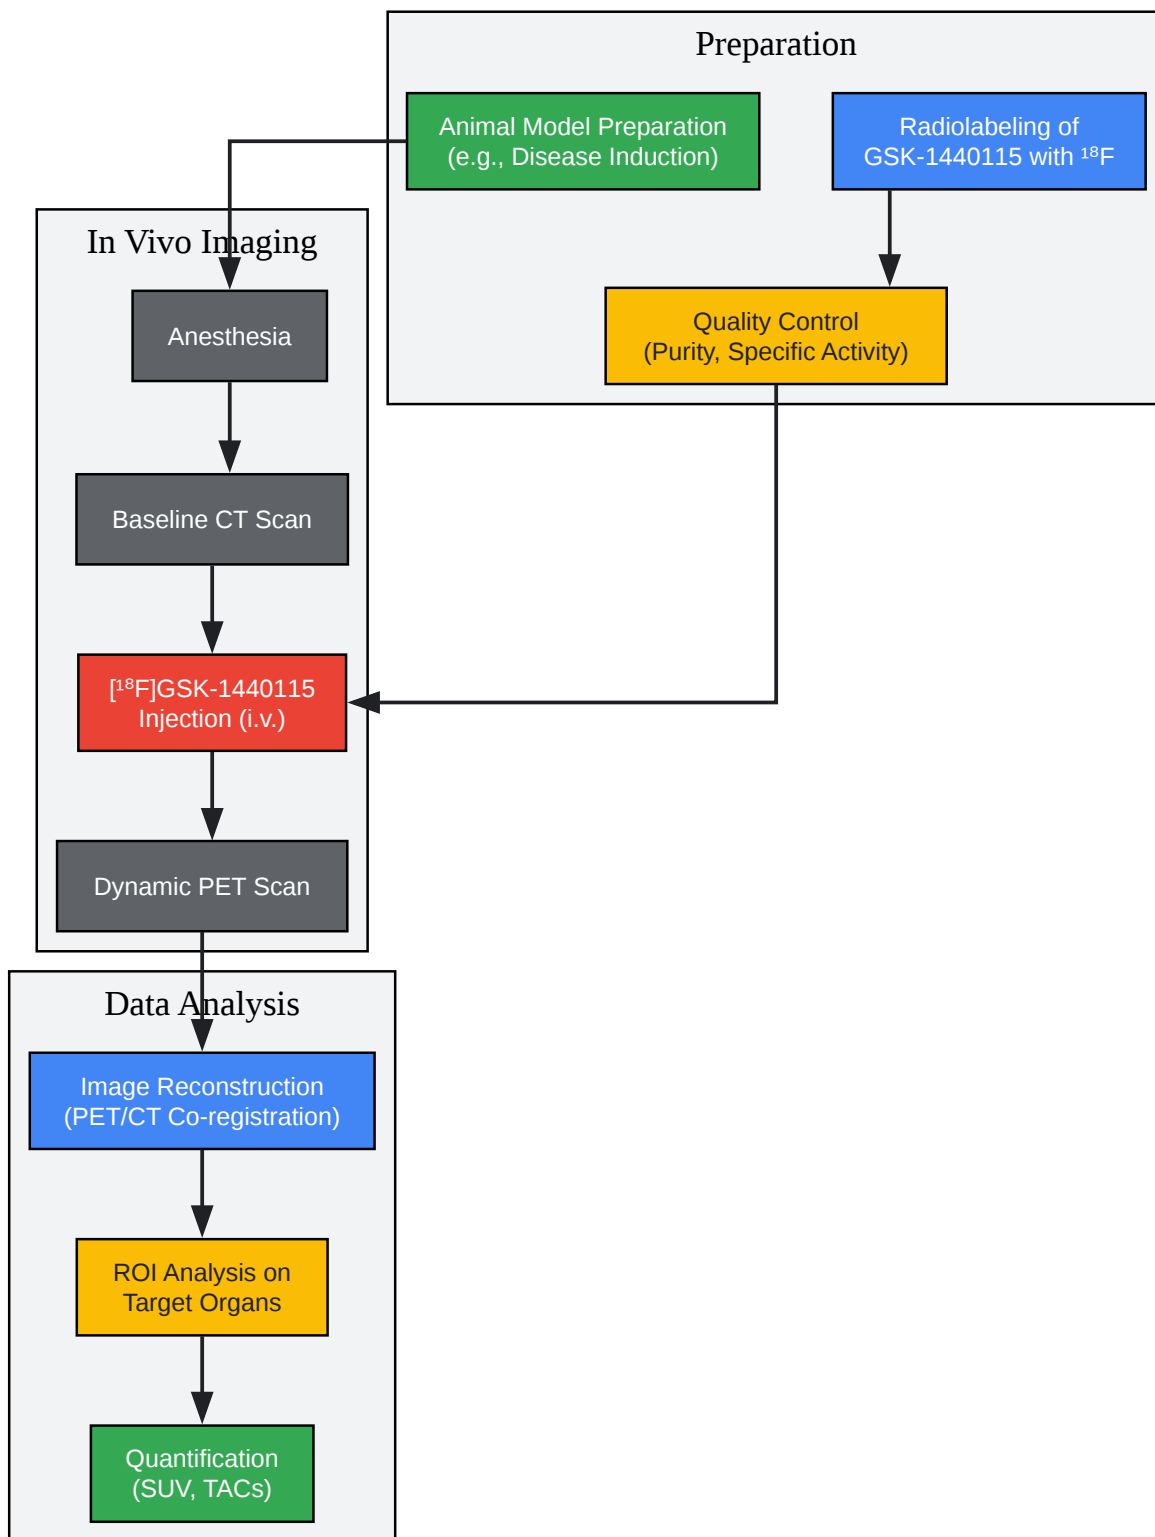 Preparation
Animal Model Preparation
(e.g., Disease Induction)
Radiolabeling of
GSK-1440115 with ¹⁸F
Quality Control
(Purity, Specific Activity)
In Vivo Imaging
Anesthesia
Baseline CT Scan
[¹⁸F]GSK-1440115
Injection (i.v.)
Dynamic PET Scan
Data Analysis
Image Reconstruction
(PET/CT Co-registration)
ROI Analysis on
Target Organs
Quantification
(SUV, TACs)